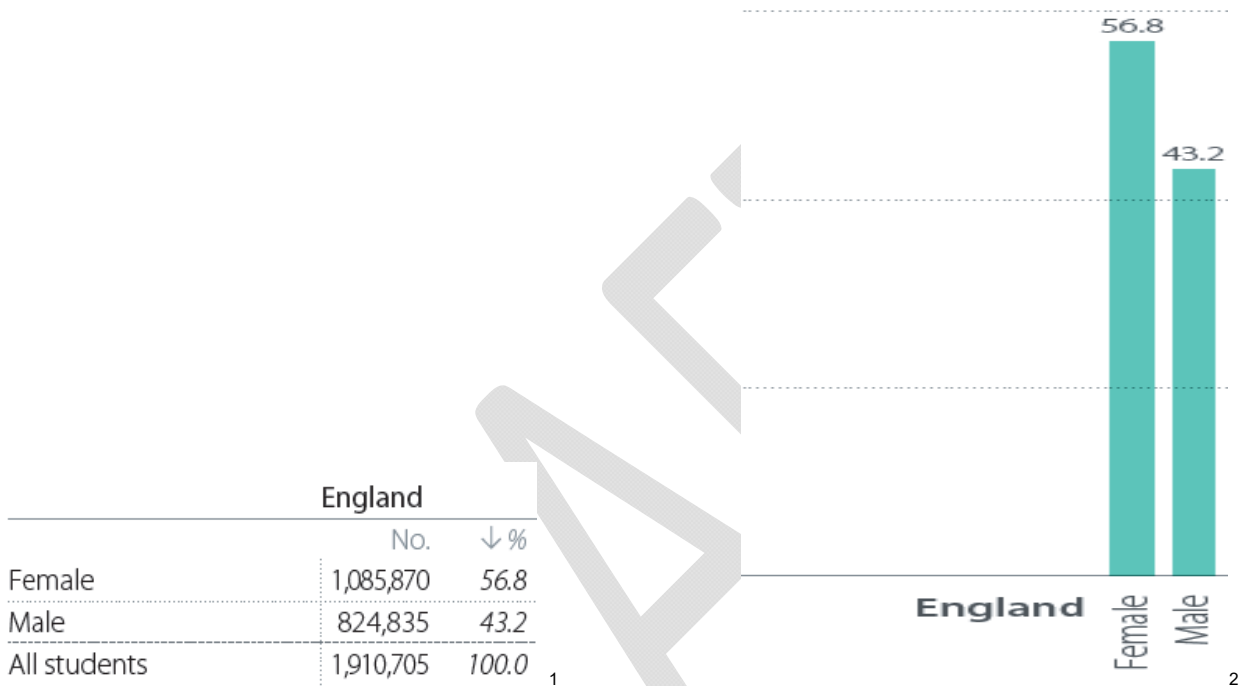 England
No. ↓ %
Female 1,085,870 56.8
Male 824,835 43.2
All students 1,910,705 100.0
1
56.8
43.2
England
Female
Male
2